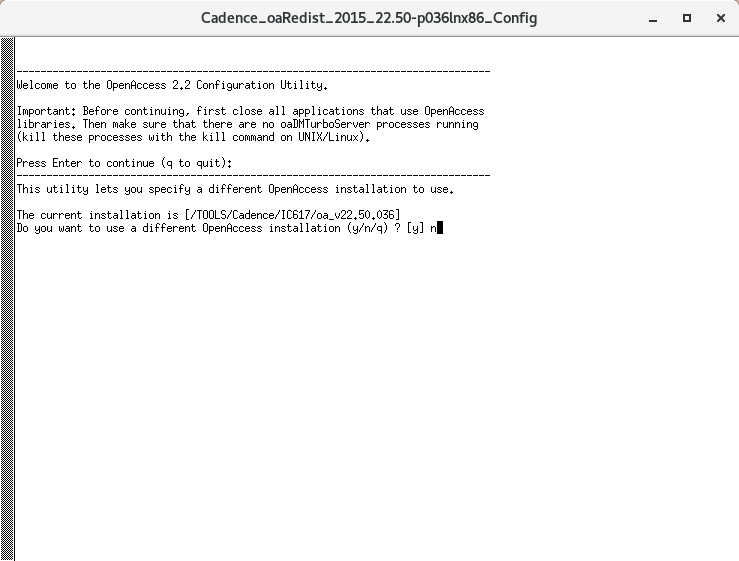 Cadence_oaRedist_2015_22.50-p036lnx86_Config
-------------------------------------------------------------------------------
Welcome to the OpenAccess 2.2 Configuration Utility.
Important: Before continuing, first close all applications that use OpenAccess
libraries. Then make sure that there are no oaDMTurboServer processes running
(kill these processes with the kill command on UNIX/Linux).
Press Enter to continue (q to quit):
-------------------------------------------------------------------------------
This utility lets you specify a different OpenAccess installation to use.
The current installation is [/TOOLS/Cadence/IC617/oa_v22.50.036]
Do you want to use a different OpenAccess installation (y/n/q) ? [y] n